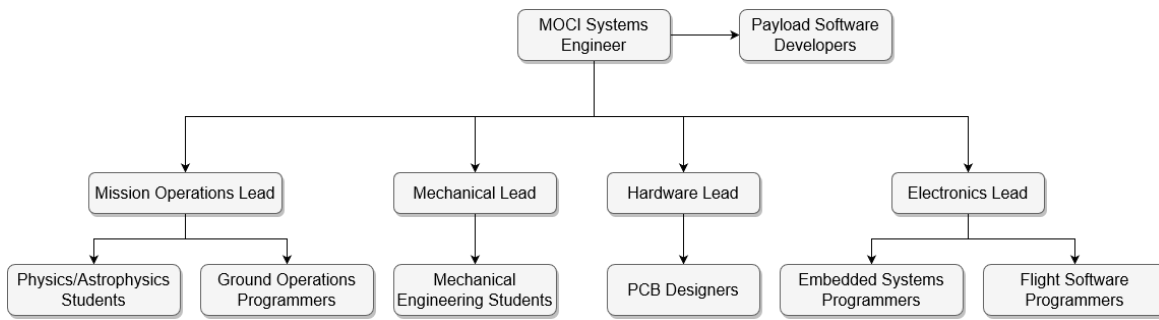 MOCI Systems
Engineer
Payload Software
Developers
Mission Operations Lead
Mechanical Lead
Hardware Lead
Electronics Lead
Physics/Astrophysics
Students
Ground Operations
Programmers
Mechanical
Engineering Students
PCB Designers
Embedded Systems
Programmers
Flight Software
Programmers